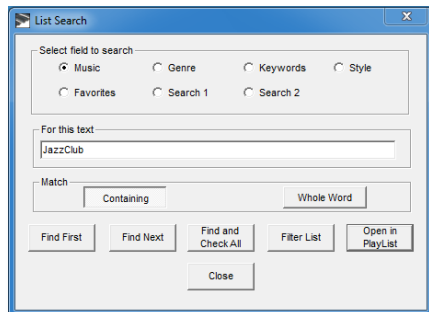 List Search
Select field to search
Music Genre Keywords Style
Favorites Search 1 Search 2
For this text
JazzClub
Match
Containing Whole Word
Find First Find Next Find and Check All Filter List Open in PlayList
Close